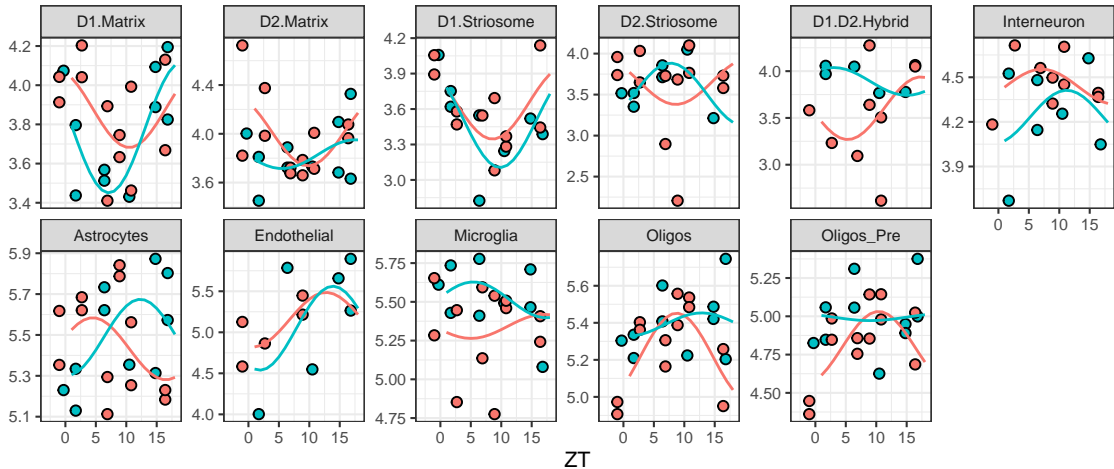 D1.Matrix D2.Matrix D1.Striosome D2.Striosome D1.D2.Hybrid Interneuron
4.2 4.0 3.8 3.6 3.4
4.4 4.0 3.6
4.2 3.9 3.6 3.3 3.0
4.0 3.5 3.0 2.5
4.0 3.5 3.0
4.5 4.2 3.9
Astrocytes Endothelial Microglia Oligos Oligos_Pre
5.9 5.7 5.5 5.3 5.1
5.5 5.0 4.5 4.0
5.75 5.50 5.25 5.00 4.75
5.6 5.4 5.2 5.0
5.25 5.00 4.75 4.50
0 5 10 15 0 5 10 15 0 5 10 15 0 5 10 15 0 5 10 15 0 5 10 15
ZT